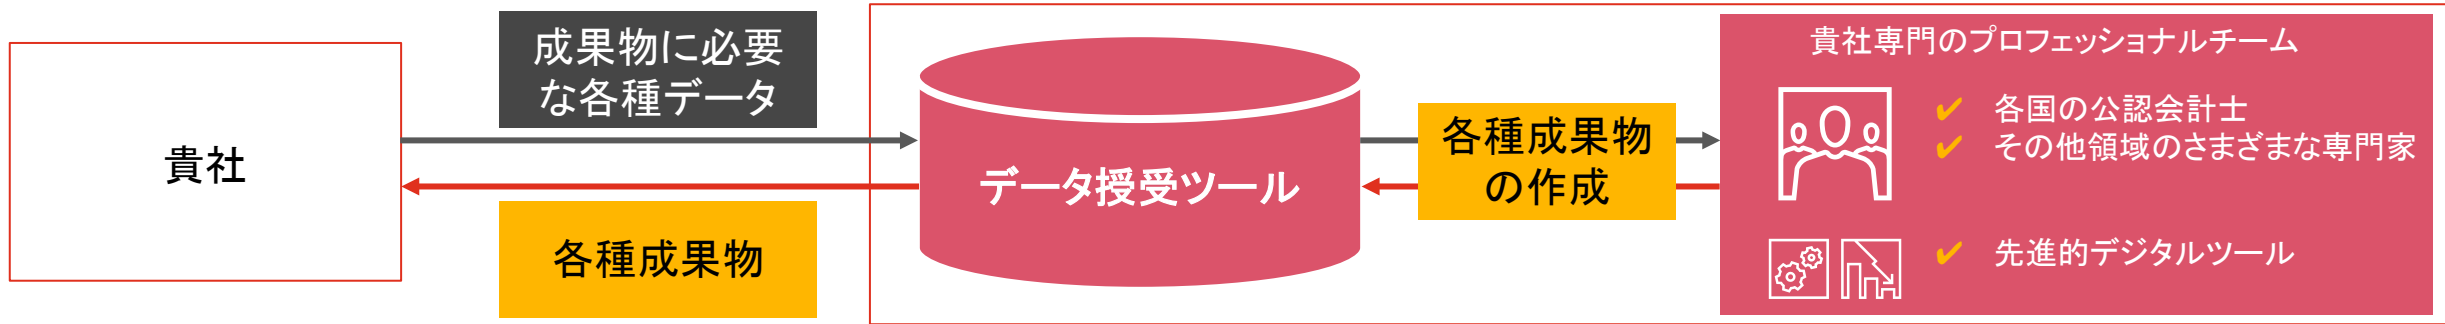 貴社
成果物に必要
な各種データ
各種成果物
データ授受ツール
各種成果物
の作成
貴社専門のプロフェッショナルチーム
✔ 各国の公認会計士
✔ その他領域のさまざまな専門家
✔ 先進的デジタルツール